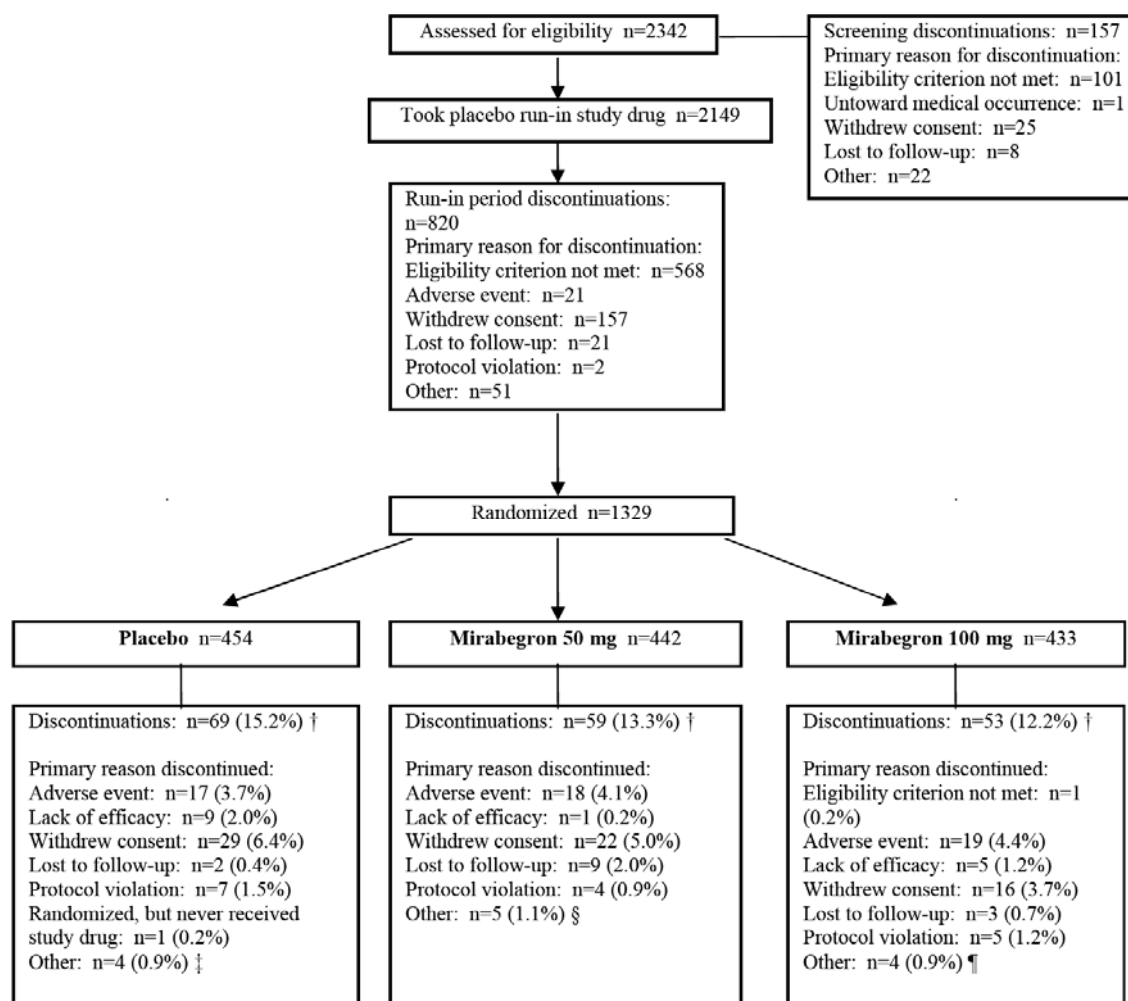 Assessed for eligibility n=2342
Screening discontinuations: n=157
Primary reason for discontinuation:
Eligibility criterion not met: n=101
Untoward medical occurrence: n=1
Withdrew consent: n=25
Lost to follow-up: n=8
Other: n=22
Took placebo run-in study drug n=2149
Run-in period discontinuations:
n=820
Primary reason for discontinuation:
Eligibility criterion not met: n=568
Adverse event: n=21
Withdrew consent: n=157
Lost to follow-up: n=21
Protocol violation: n=2
Other: n=51
Randomized n=1329
Placebo n=454
Discontinuations: n=69 (15.2%) †
Primary reason discontinued:
Adverse event: n=17 (3.7%)
Lack of efficacy: n=9 (2.0%)
Withdrew consent: n=29 (6.4%)
Lost to follow-up: n=2 (0.4%)
Protocol violation: n=7 (1.5%)
Randomized, but never received
study drug: n=1 (0.2%)
Other: n=4 (0.9%) ‡
Mirabegron 50 mg n=442
Discontinuations: n=59 (13.3%) †
Primary reason discontinued:
Adverse event: n=18 (4.1%)
Lack of efficacy: n=1 (0.2%)
Withdrew consent: n=22 (5.0%)
Lost to follow-up: n=9 (2.0%)
Protocol violation: n=4 (0.9%)
Other: n=5 (1.1%) §
Mirabegron 100 mg n=433
Discontinuations: n=53 (12.2%) †
Primary reason discontinued:
Eligibility criterion not met: n=1
(0.2%)
Adverse event: n=19 (4.4%)
Lack of efficacy: n=5 (1.2%)
Withdrew consent: n=16 (3.7%)
Lost to follow-up: n=3 (0.7%)
Protocol violation: n=5 (1.2%)
Other: n=4 (0.9%) ¶